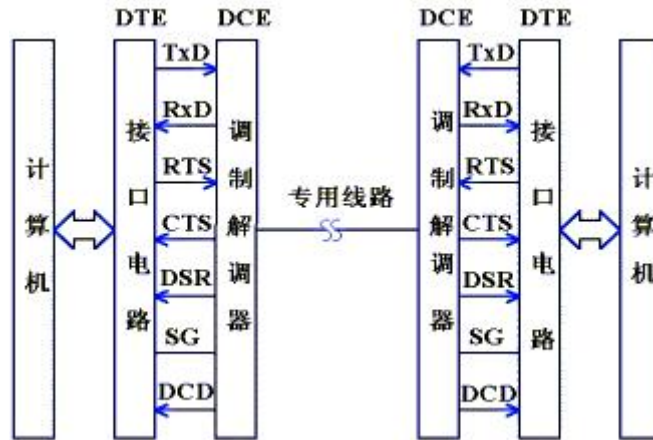 DTE DCE DCE DTE
TxD TxD
RxD RxD
RTS RTS
CTS CTS
DSR DSR
SG SG
DCD DCD
计算机
接口电路
调制解调器
专用线路
调制解调器
接口电路
计算机